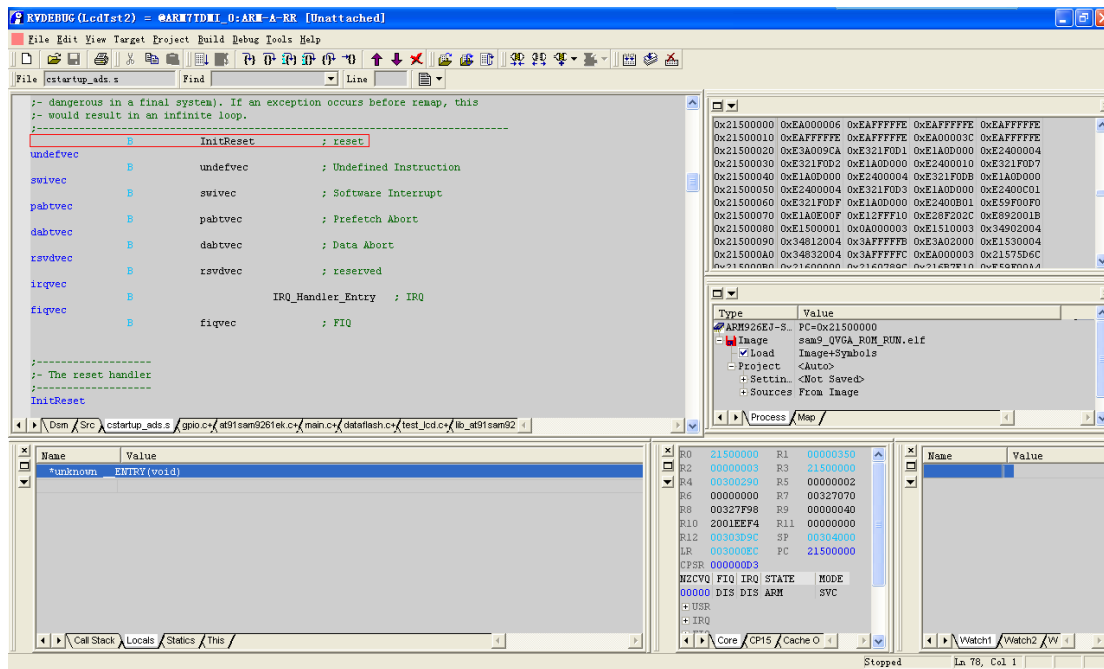 RVDEBUG(LcdTst2) = @ARM7TDMI_0:ARM-A-RR [Unattached]
File Edit View Target Project Build Debug Tools Help
File cstartup_ads.s Find Line
;- dangerous in a final system). If an exception occurs before remap, this
;- would result in an infinite loop.
;------------------------------------------------------------------------------
B InitReset ; reset
undefvec
B undefvec ; Undefined Instruction
swivec
B swivec ; Software Interrupt
pabtvec
B pabtvec ; Prefetch Abort
dabtvec
B dabtvec ; Data Abort
rsvdvec
B rsvdvec ; reserved
irqvec
B IRQ_Handler_Entry ; IRQ
fiqvec
B fiqvec ; FIQ
;-------------------
;- The reset handler
;-------------------
InitReset
Dsm Src cstartup_ads.s gpio.c+ at91sam9261ek.c+ main.c+ dataflash.c+ test_lcd.c+ lib_at91sam92
0x21500000 0xEA000006 0xEAFFFFFE 0xEAFFFFFE 0xEAFFFFFE
0x21500010 0xEAFFFFFE 0xEAFFFFFE 0xEA00003C 0xEAFFFFFE
0x21500020 0xE3A009CA 0xE321F0D1 0xE1A0D000 0xE2400004
0x21500030 0xE321F0D2 0xE1A0D000 0xE2400010 0xE321F0D7
0x21500040 0xE1A0D000 0xE2400004 0xE321F0DB 0xE1A0D000
0x21500050 0xE2400004 0xE321F0D3 0xE1A0D000 0xE2400C01
0x21500060 0xE321F0DF 0xE1A0D000 0xE2400B01 0xE59F00F0
0x21500070 0xE1A0E00F 0xE12FFF10 0xE28F202C 0xE892001B
0x21500080 0xE1500001 0x0A000003 0xE1510003 0x34902004
0x21500090 0x34812004 0x3AFFFFFB 0xE3A02000 0xE1530004
0x215000A0 0x34832004 0x3AFFFFFC 0xEA000003 0x21575D6C
0x215000B0 0x21600000 0x2160789C 0x216B7E10 0xE59F00A4
Type Value
ARM926EJ-S... PC=0x21500000
Image sam9_QVGA_ROM_RUN.elf
Load Image+Symbols
Project <Auto>
Settin... <Not Saved>
Sources From Image
Process Map
Name Value
*unknown __ENTRY(void)
Call Stack Locals Statics This
R0 21500000 R1 00000350
R2 00000003 R3 21500000
R4 00300290 R5 00000002
R6 00000000 R7 00327070
R8 00327F98 R9 00000040
R10 2001EEF4 R11 00000000
R12 00303D9C SP 00304000
LR 003000EC PC 21500000
CPSR 000000D3
NZCVQ FIQ IRQ STATE MODE
00000 DIS DIS ARM SVC
USR
IRQ
Core CP15 Cache O
Name Value
Watch1 Watch2 W
Stopped Ln 78, Col 1